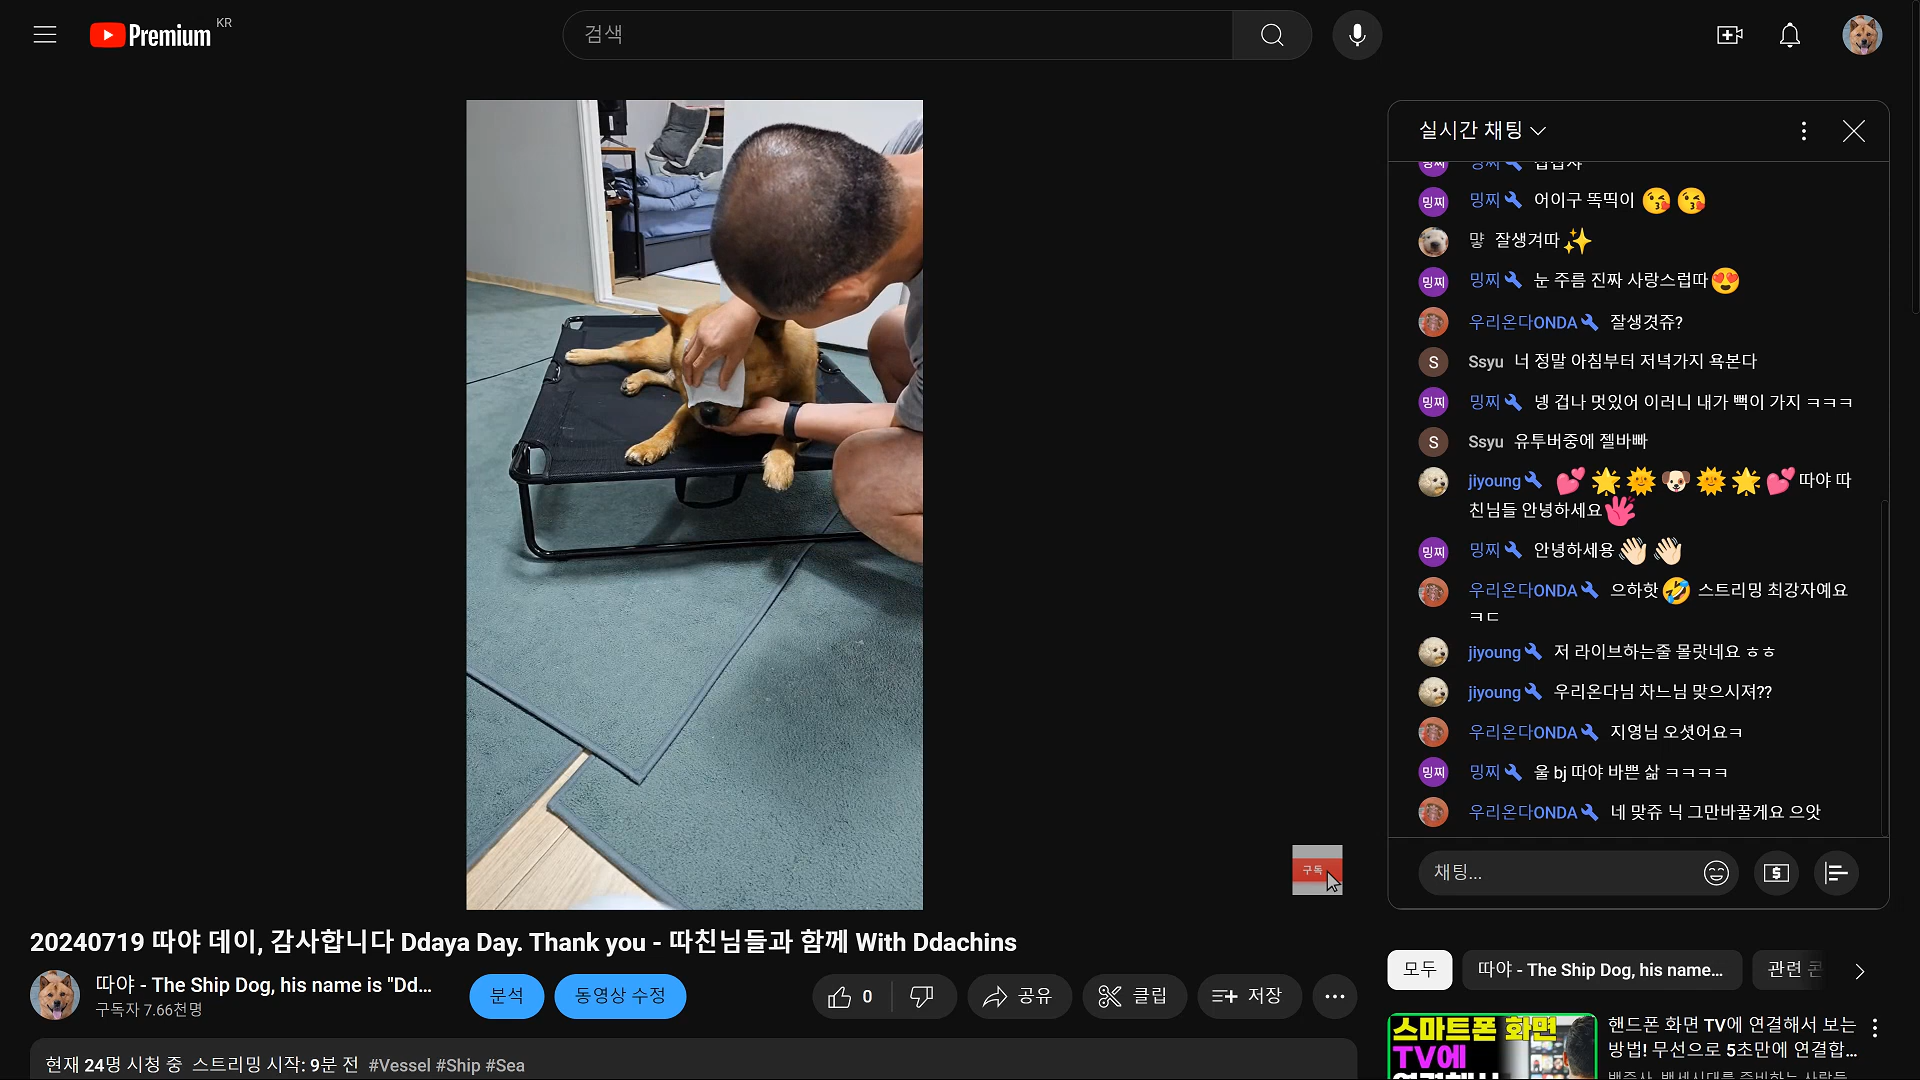 Premium KR
검색
실시간 채팅
밍찌 어이구 똑띡이 😘 😘
먛 잘생겨따 ✨
밍찌 눈 주름 진짜 사랑스럽따 😍
우리온다ONDA 잘생겻쥬?
S Ssyu 너 정말 아침부터 저녁가지 욕본다
밍찌 넹 겁나 멋있어 이러니 내가 뻑이 가지 ㅋㅋㅋ
S Ssyu 유투버중에 젤바빠
jiyoung 💕 🌟 🌞 🐶 🌞 🌟 💕 따야 따
친님들 안녕하세요
밍찌 안녕하세용 👋🏻 👋🏻
우리온다ONDA 으하핫 🤣 스트리밍 최강자예요
ㅋㄷ
jiyoung 저 라이브하는줄 몰랏네요 ㅎㅎ
jiyoung 우리온다님 차느님 맞으시져??
우리온다ONDA 지영님 오셧어요ㅋ
밍찌 울 bj 따야 바쁜 삶 ㅋㅋㅋㅋ
우리온다ONDA 네 맞쥬 닉 그만바꿀게요 으앗
채팅...
구독
20240719 따야 데이, 감사합니다 Ddaya Day. Thank you - 따친님들과 함께 With Ddachins
따야 - The Ship Dog, his name is "Dd...
구독자 7.66천명
분석
동영상 수정
0
공유
클립
저장
현재 24명 시청 중 스트리밍 시작: 9분 전 #Vessel #Ship #Sea
모두
따야 - The Ship Dog, his name...
관련
스마트폰 화면
TV에
핸드폰 화면 TV에 연결해서 보는
방법! 무선으로 5초만에 연결합...